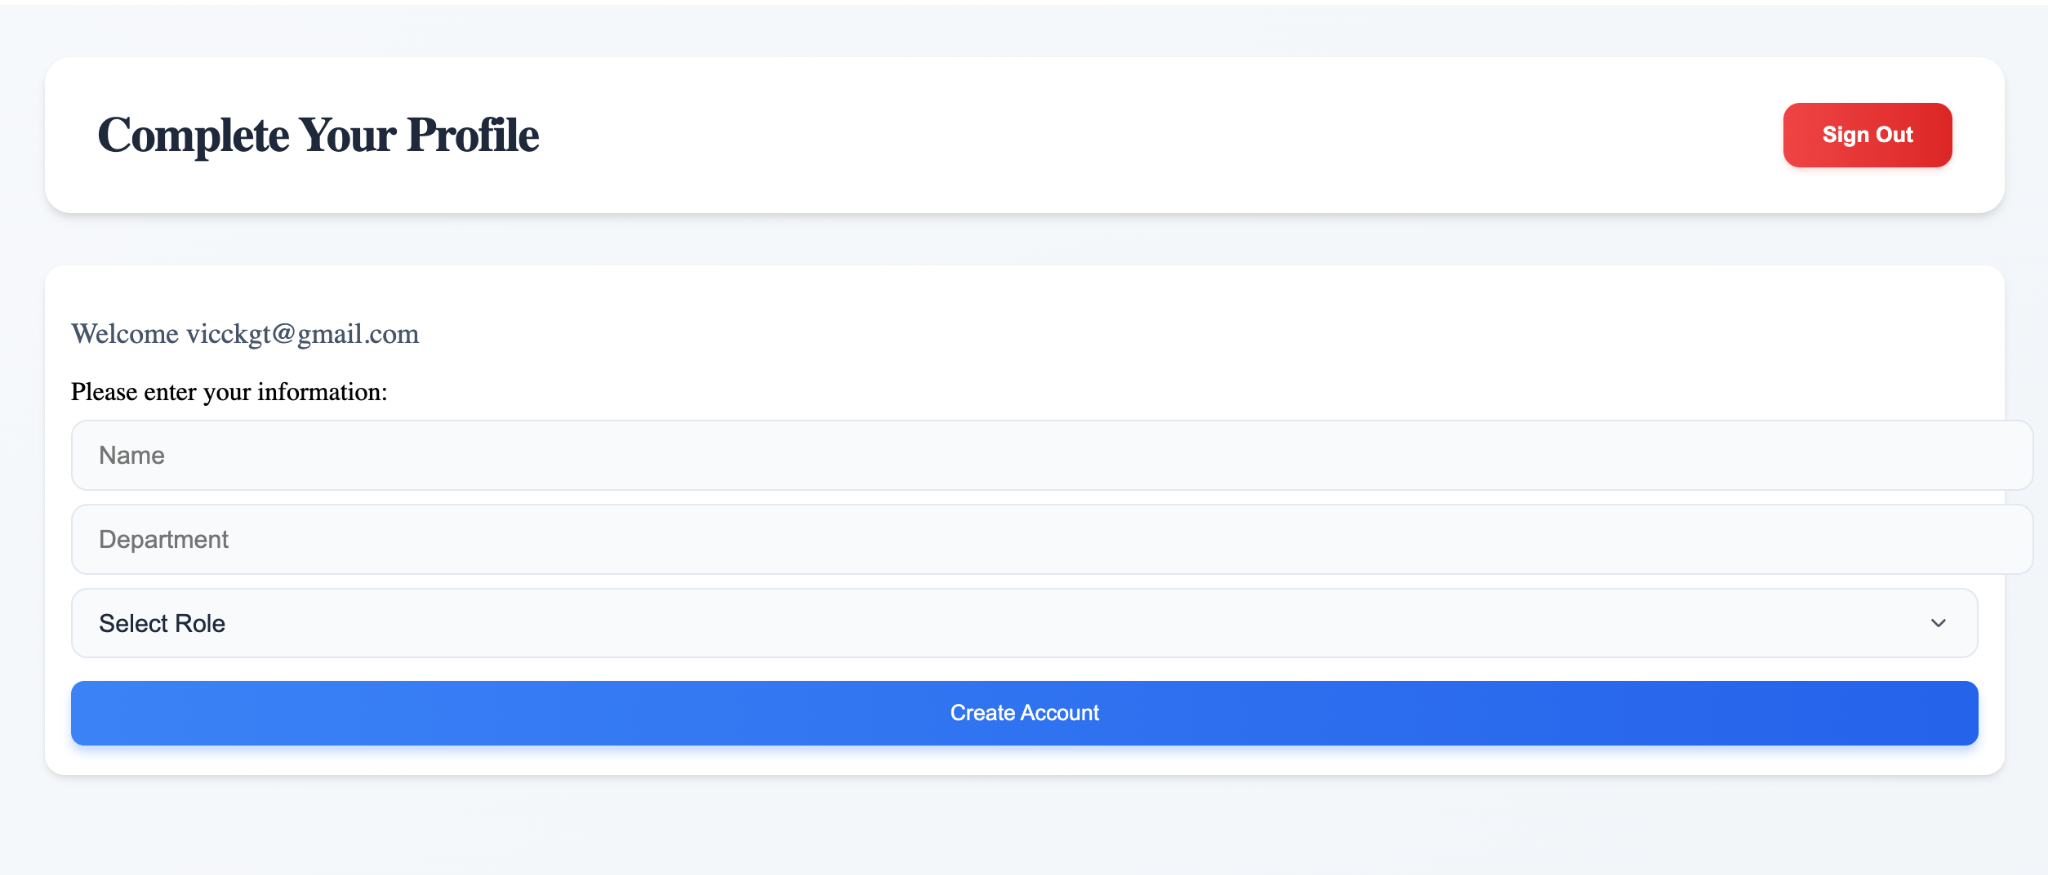 Complete Your Profile
Sign Out
Welcome vicckgt@gmail.com
Please enter your information:
Name
Department
Select Role
Create Account